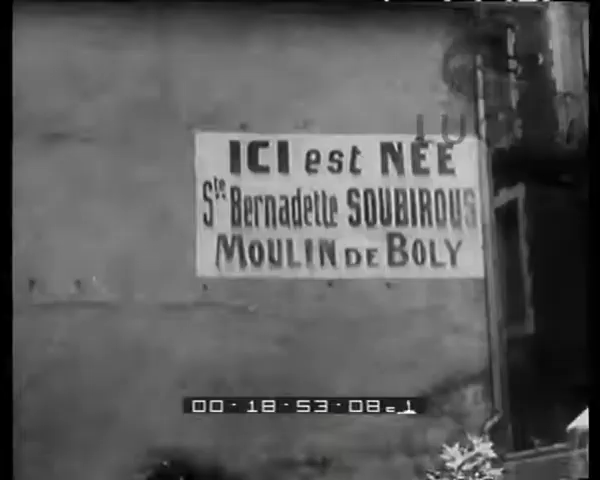 ICI est NÉE
Ste Bernadette SOUBIROUS
MOULIN DE BOLY
00-18-53-08